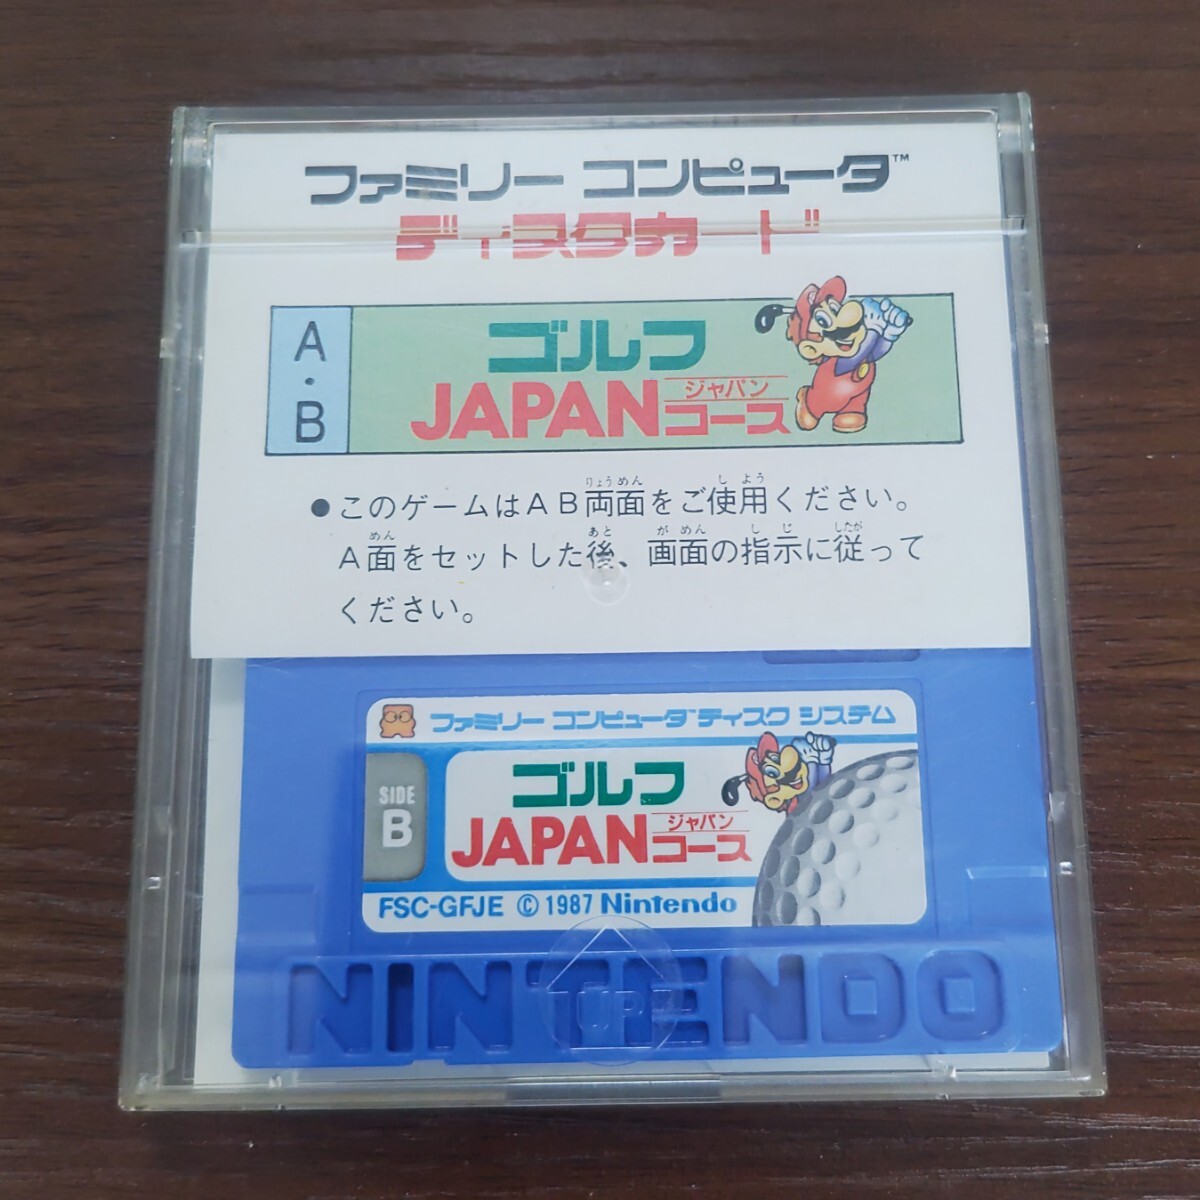 ファミリー コンピュータ™
ディスクカード
A・B
ゴルフ
JAPANコース
ジャパン
●このゲームはAB両面をご使用ください。
りょうめん しよう
A面をセットした後、画面の指示に従って
めん あと がめん しじ したが
ください。
ファミリー コンピュータ™ディスク システム
SIDE
B
ゴルフ
JAPANコース
ジャパン
FSC-GFJE © 1987 Nintendo
NINTENDO